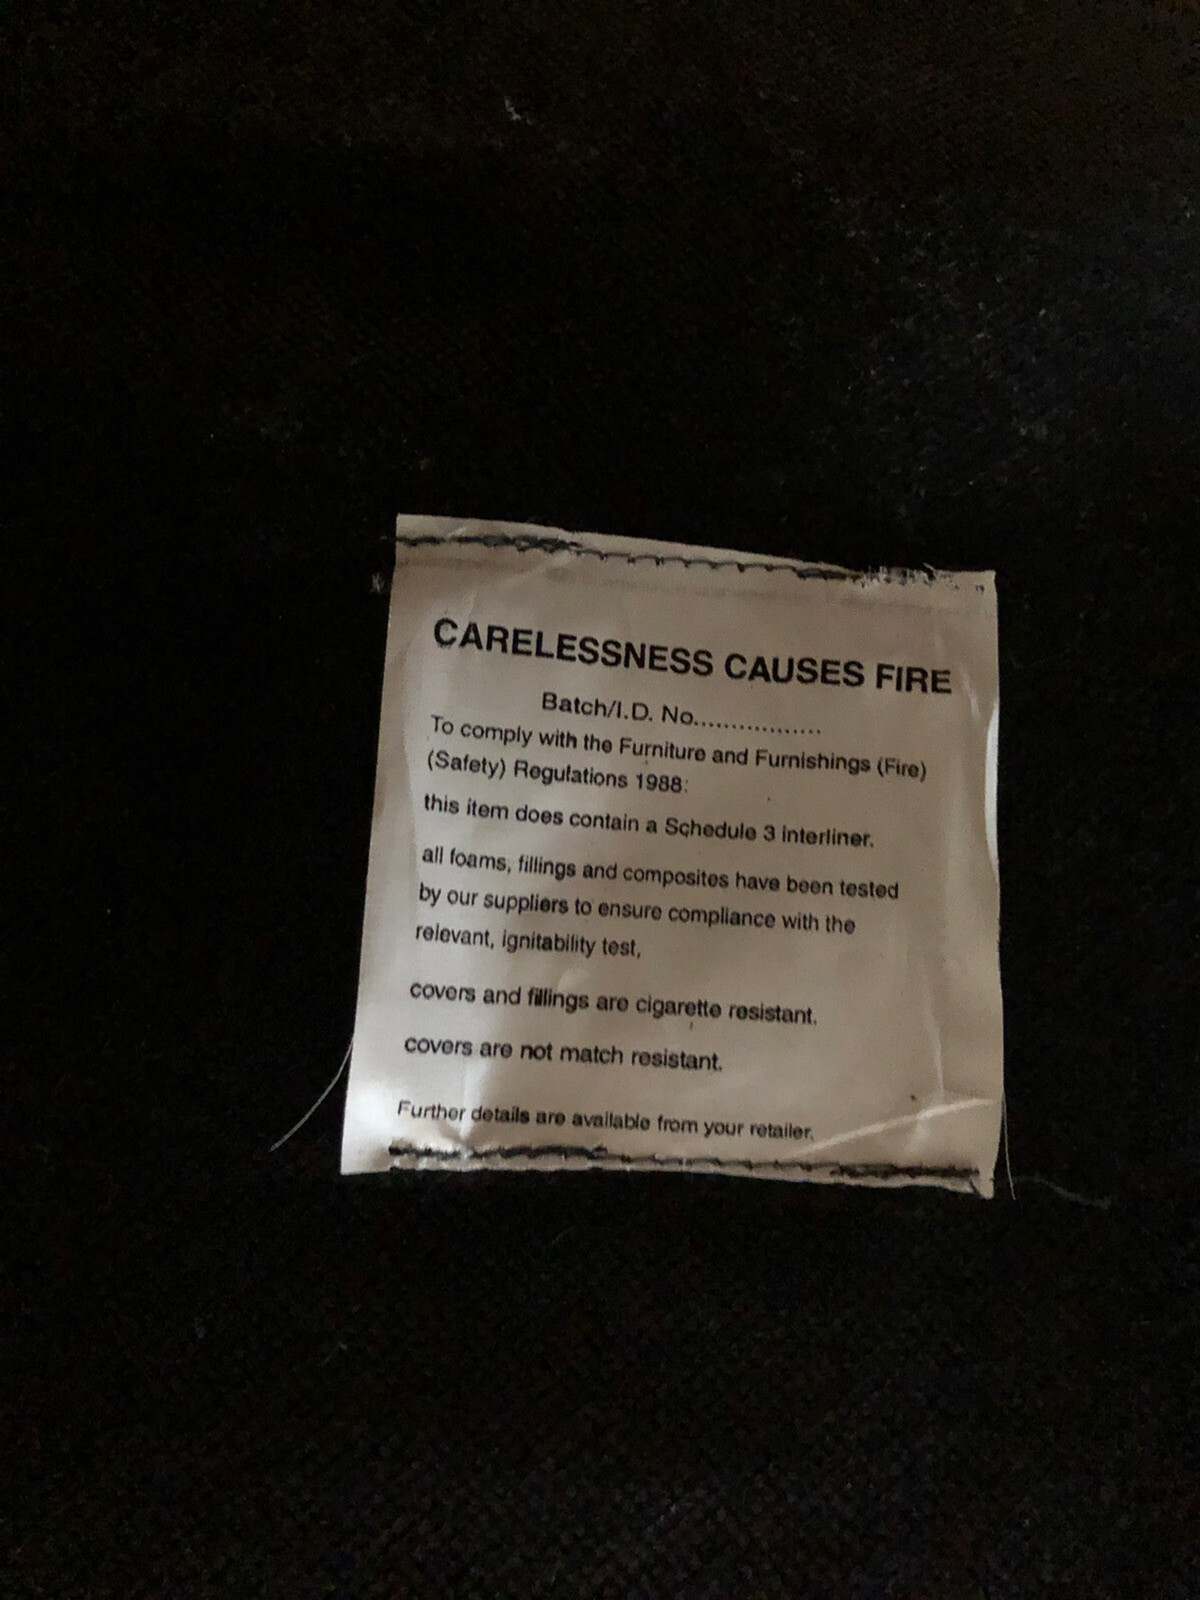 CARELESSNESS CAUSES FIRE
Batch/I.D. No.................
To comply with the Furniture and Furnishings (Fire)
(Safety) Regulations 1988:
this item does contain a Schedule 3 interliner.
all foams, fillings and composites have been tested
by our suppliers to ensure compliance with the
relevant, ignitability test,
covers and fillings are cigarette resistant.
covers are not match resistant.
Further details are available from your retailer.